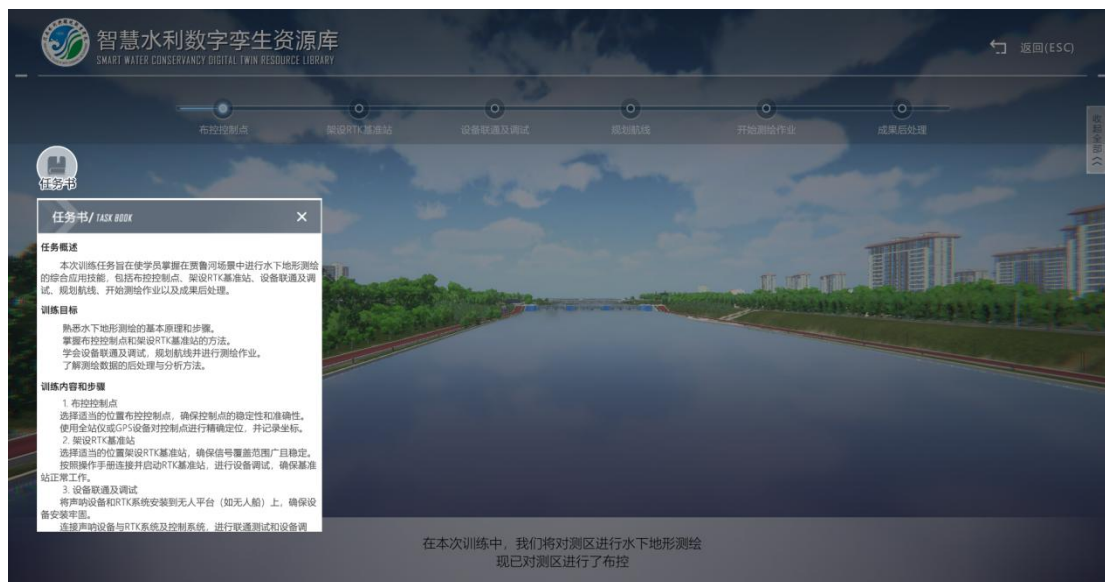 智慧水利数字孪生资源库
SMART WATER CONSERVANCY DIGITAL TWIN RESOURCE LIBRARY
返回(ESC)
布控控制点
架设RTK基准站
设备联通及调试
规划航线
开始测绘作业
成果后处理
收起全部
任务书
任务书/ TASK BOOK
任务概述
本次训练任务旨在使学员掌握在贾鲁河场景中进行水下地形测绘
的综合应用技能，包括布控控制点、架设RTK基准站、设备联通及调
试、规划航线、开始测绘作业以及成果后处理。
训练目标
熟悉水下地形测绘的基本原理和步骤。
掌握布控控制点和架设RTK基准站的方法。
学会设备联通及调试，规划航线并进行测绘作业。
了解测绘数据的后处理与分析方法。
训练内容和步骤
1. 布控控制点
选择适当的位置布控控制点，确保控制点的稳定性和准确性。
使用全站仪或GPS设备对控制点进行精确定位，并记录坐标。
2. 架设RTK基准站
选择适当的位置架设RTK基准站，确保信号覆盖范围广且稳定。
按照操作手册连接并启动RTK基准站，进行设备调试，确保基准
站正常工作。
3. 设备联通及调试
将声呐设备和RTK系统安装到无人平台（如无人船）上，确保设
备安装牢固。
连接声呐设备与RTK系统及控制系统，进行联通测试和设备调
在本次训练中，我们将对测区进行水下地形测绘
现已对测区进行了布控